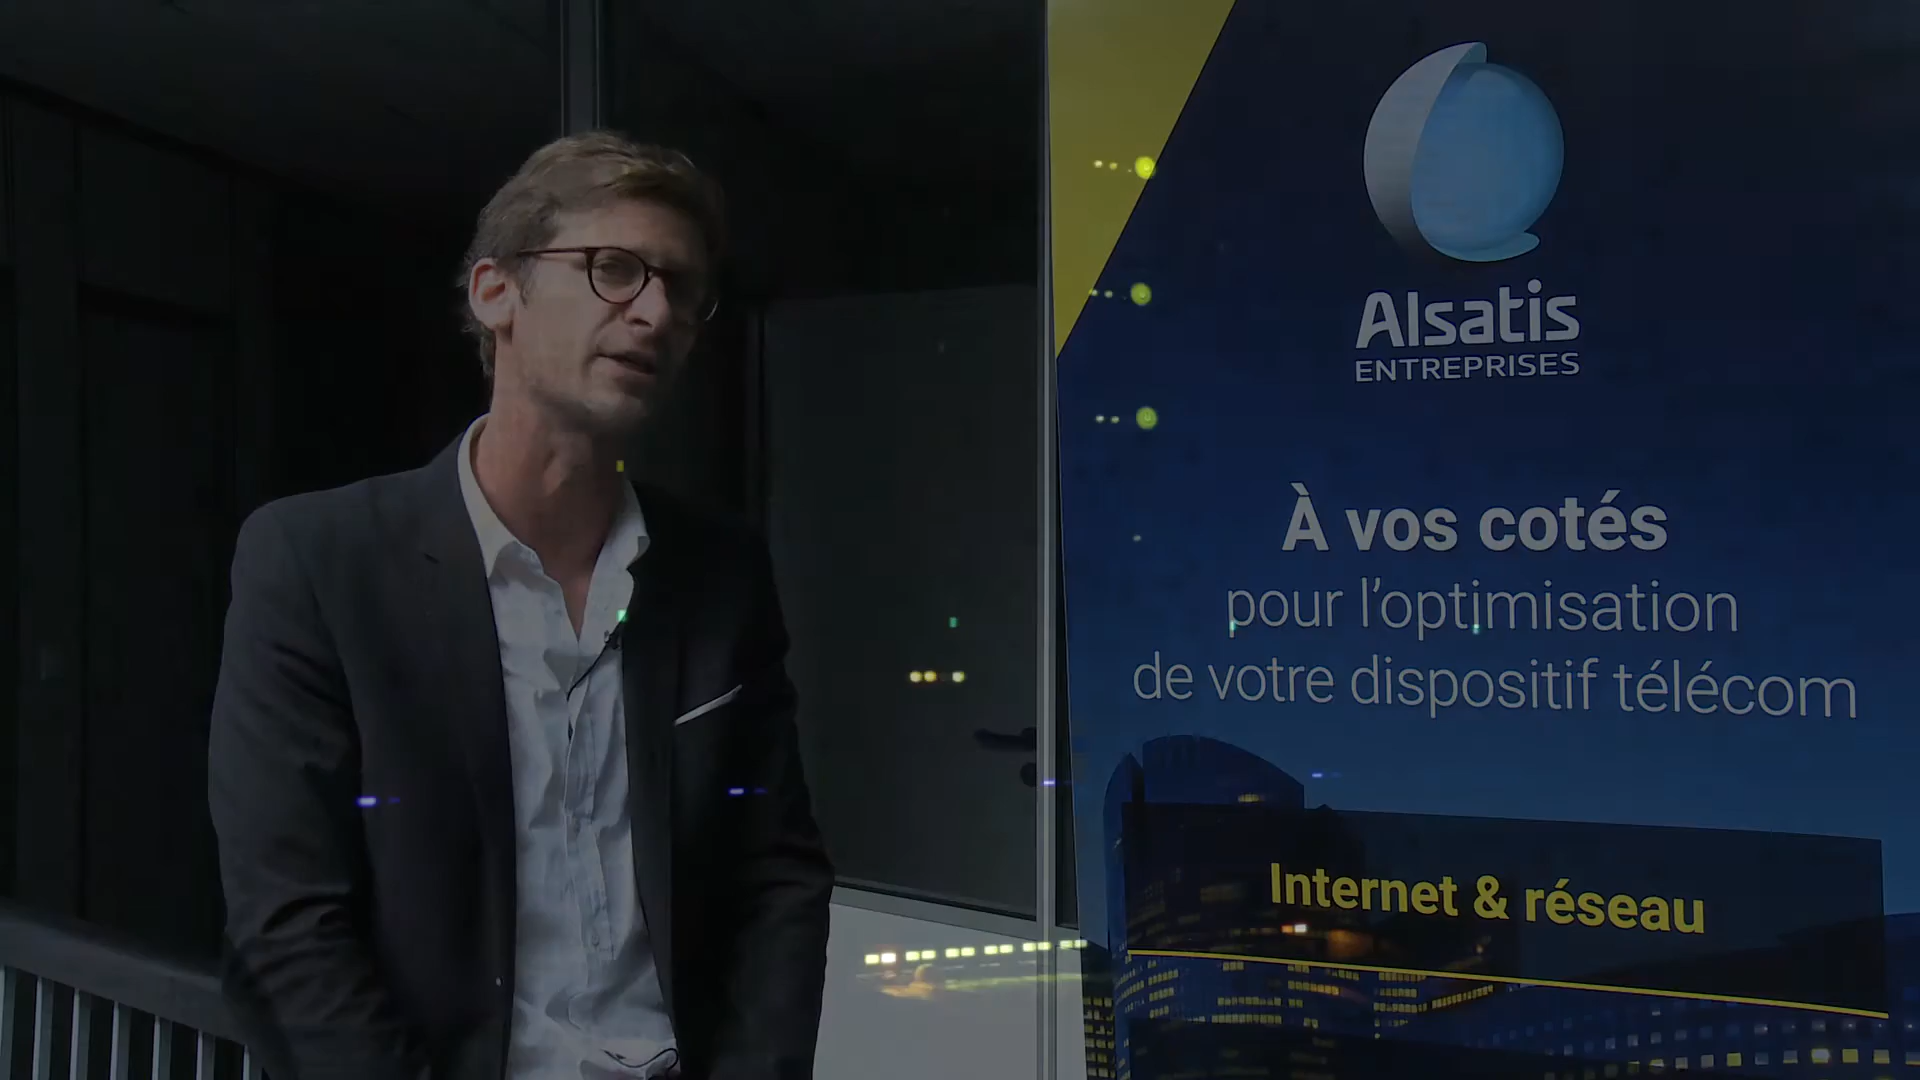 Alsatis
ENTREPRISES
À vos cotés
pour l’optimisation
de votre dispositif télécom
Internet & réseau